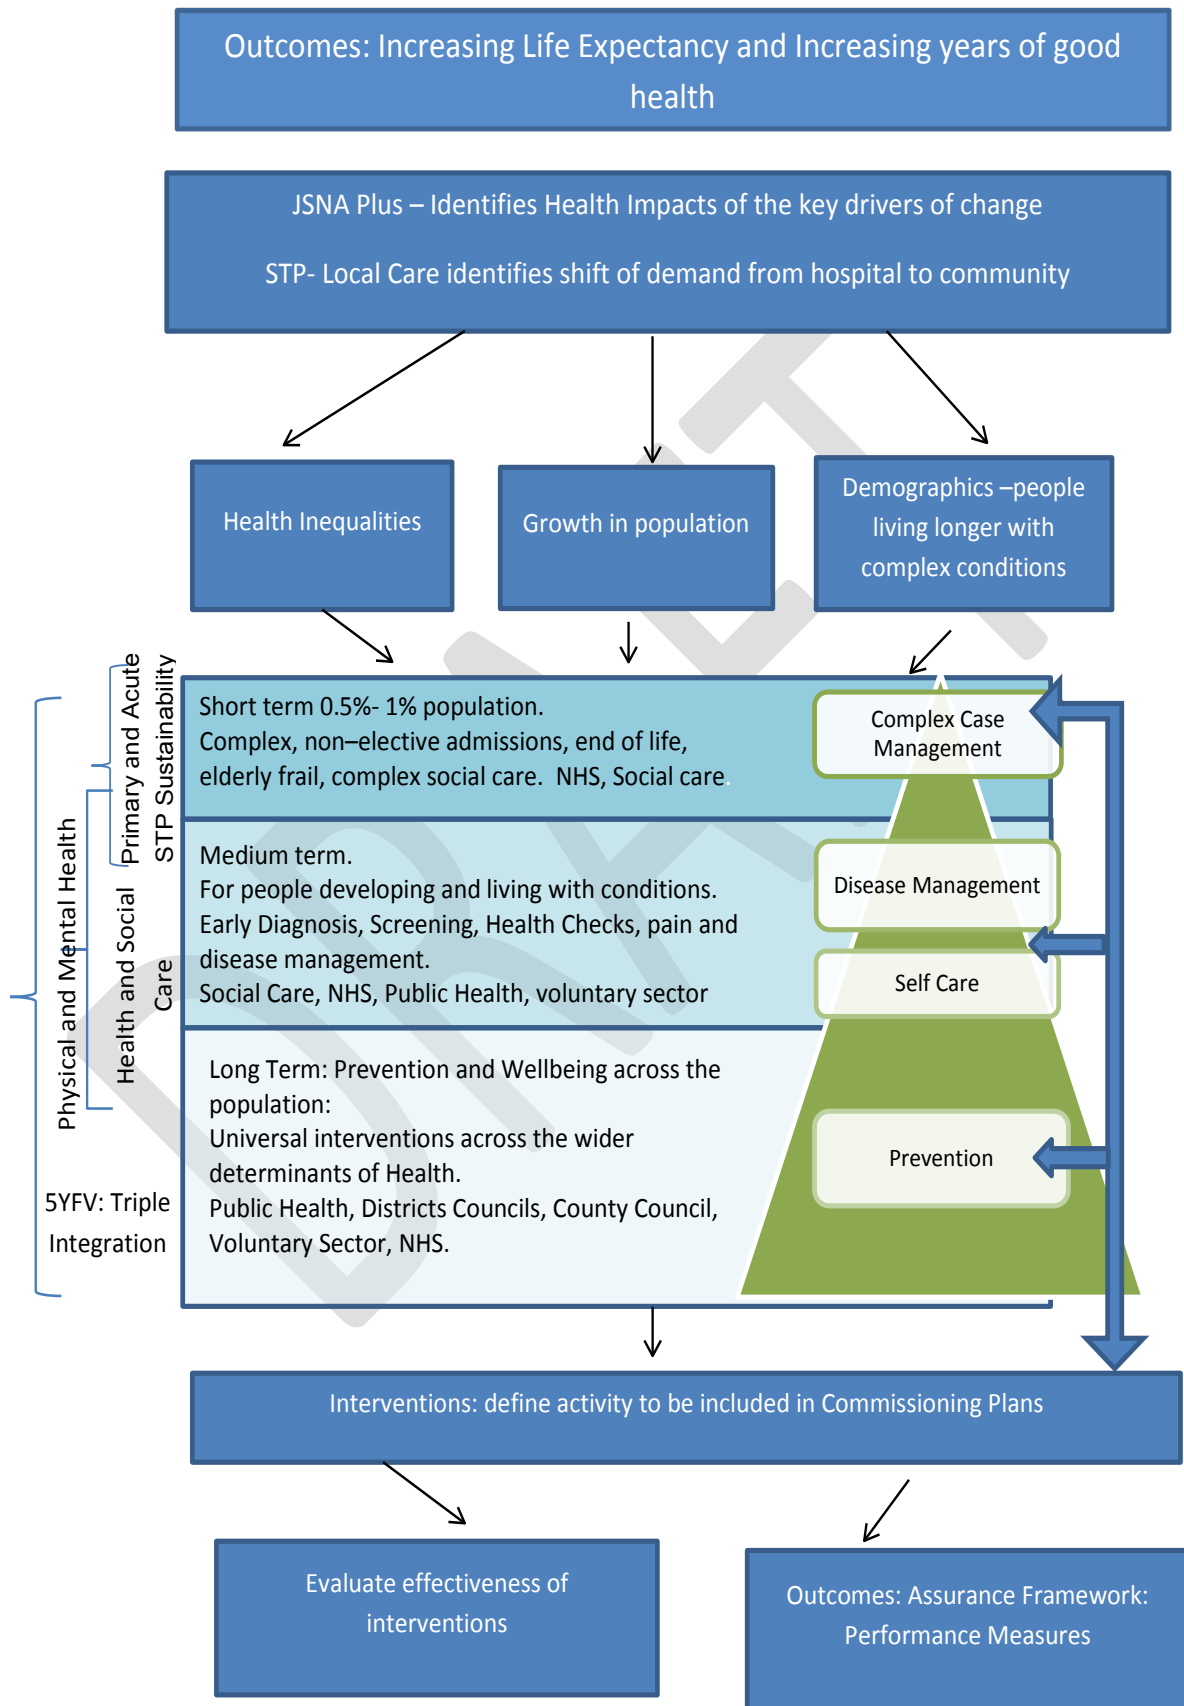 Outcomes: Increasing Life Expectancy and Increasing years of good
health
JSNA Plus – Identifies Health Impacts of the key drivers of change
STP- Local Care identifies shift of demand from hospital to community
Health Inequalities
Growth in population
Demographics –people
living longer with
complex conditions
Primary and Acute
STP Sustainability
Physical and Mental Health
Health and Social
Care
5YFV: Triple
Integration
Short term 0.5%- 1% population.
Complex, non–elective admissions, end of life,
elderly frail, complex social care.  NHS, Social care.
Complex Case
Management
Medium term.
For people developing and living with conditions.
Early Diagnosis, Screening, Health Checks, pain and
disease management.
Social Care, NHS, Public Health, voluntary sector
Disease Management
Self Care
Long Term: Prevention and Wellbeing across the
population:
Universal interventions across the wider
determinants of Health.
Public Health, Districts Councils, County Council,
Voluntary Sector, NHS.
Prevention
Interventions: define activity to be included in Commissioning Plans
Evaluate effectiveness of
interventions
Outcomes: Assurance Framework:
Performance Measures
DRAFT